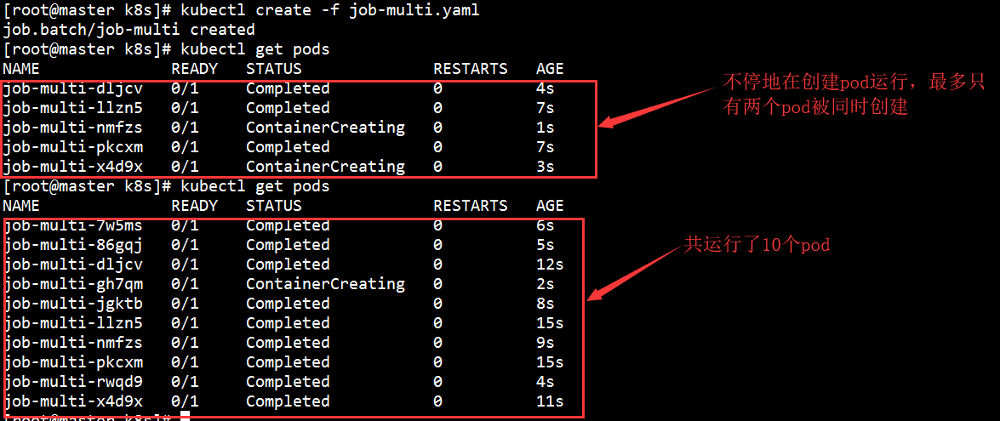 [root@master k8s]# kubectl create -f job-multi.yaml
job.batch/job-multi created
[root@master k8s]# kubectl get pods
NAME READY STATUS RESTARTS AGE
job-multi-dljcv 0/1 Completed 0 4s
job-multi-llzn5 0/1 Completed 0 7s
job-multi-nmfzs 0/1 ContainerCreating 0 1s
job-multi-pkcxm 0/1 Completed 0 7s
job-multi-x4d9x 0/1 ContainerCreating 0 3s
不停地在创建pod运行，最多只
有两个pod被同时创建
[root@master k8s]# kubectl get pods
NAME READY STATUS RESTARTS AGE
job-multi-7w5ms 0/1 Completed 0 6s
job-multi-86gqj 0/1 Completed 0 5s
job-multi-dljcv 0/1 Completed 0 12s
job-multi-gh7qm 0/1 ContainerCreating 0 2s
job-multi-jgktb 0/1 Completed 0 8s
job-multi-llzn5 0/1 Completed 0 15s
job-multi-nmfzs 0/1 Completed 0 9s
job-multi-pkcxm 0/1 Completed 0 15s
job-multi-rwqd9 0/1 Completed 0 4s
job-multi-x4d9x 0/1 Completed 0 11s
共运行了10个pod
[root@master k8s]#